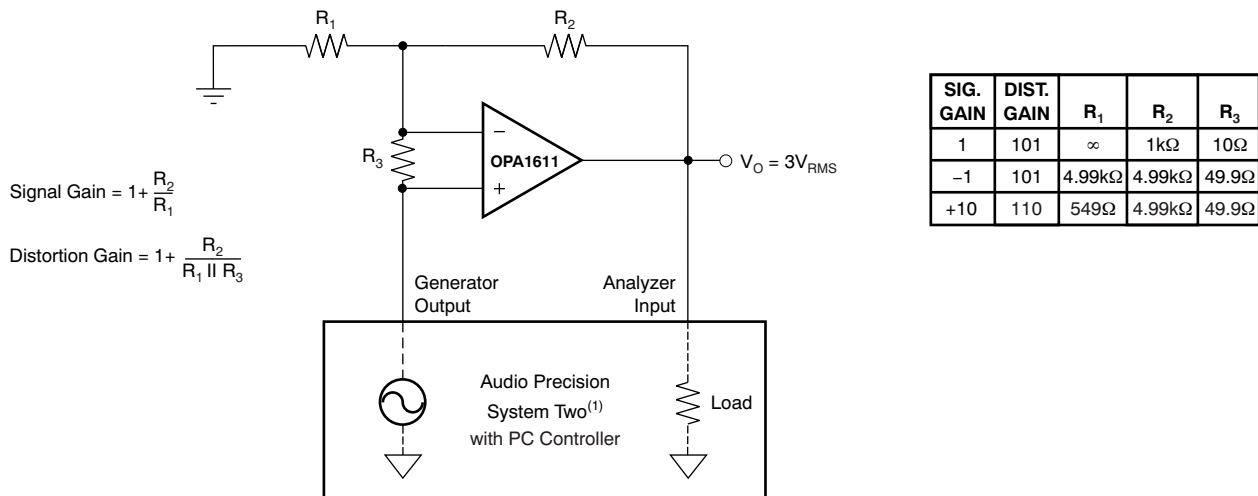 R1
R2
R3
−
OPA1611
+
VO = 3VRMS
Signal Gain = 1+ R2
R1
Distortion Gain = 1+ R2
R1 II R3
Generator
Output
Analyzer
Input
Audio Precision
System Two(1)
with PC Controller
Load
SIG. GAIN DIST. GAIN R1 R2 R3
1 101 ∞ 1kΩ 10Ω
−1 101 4.99kΩ 4.99kΩ 49.9Ω
+10 110 549Ω 4.99kΩ 49.9Ω